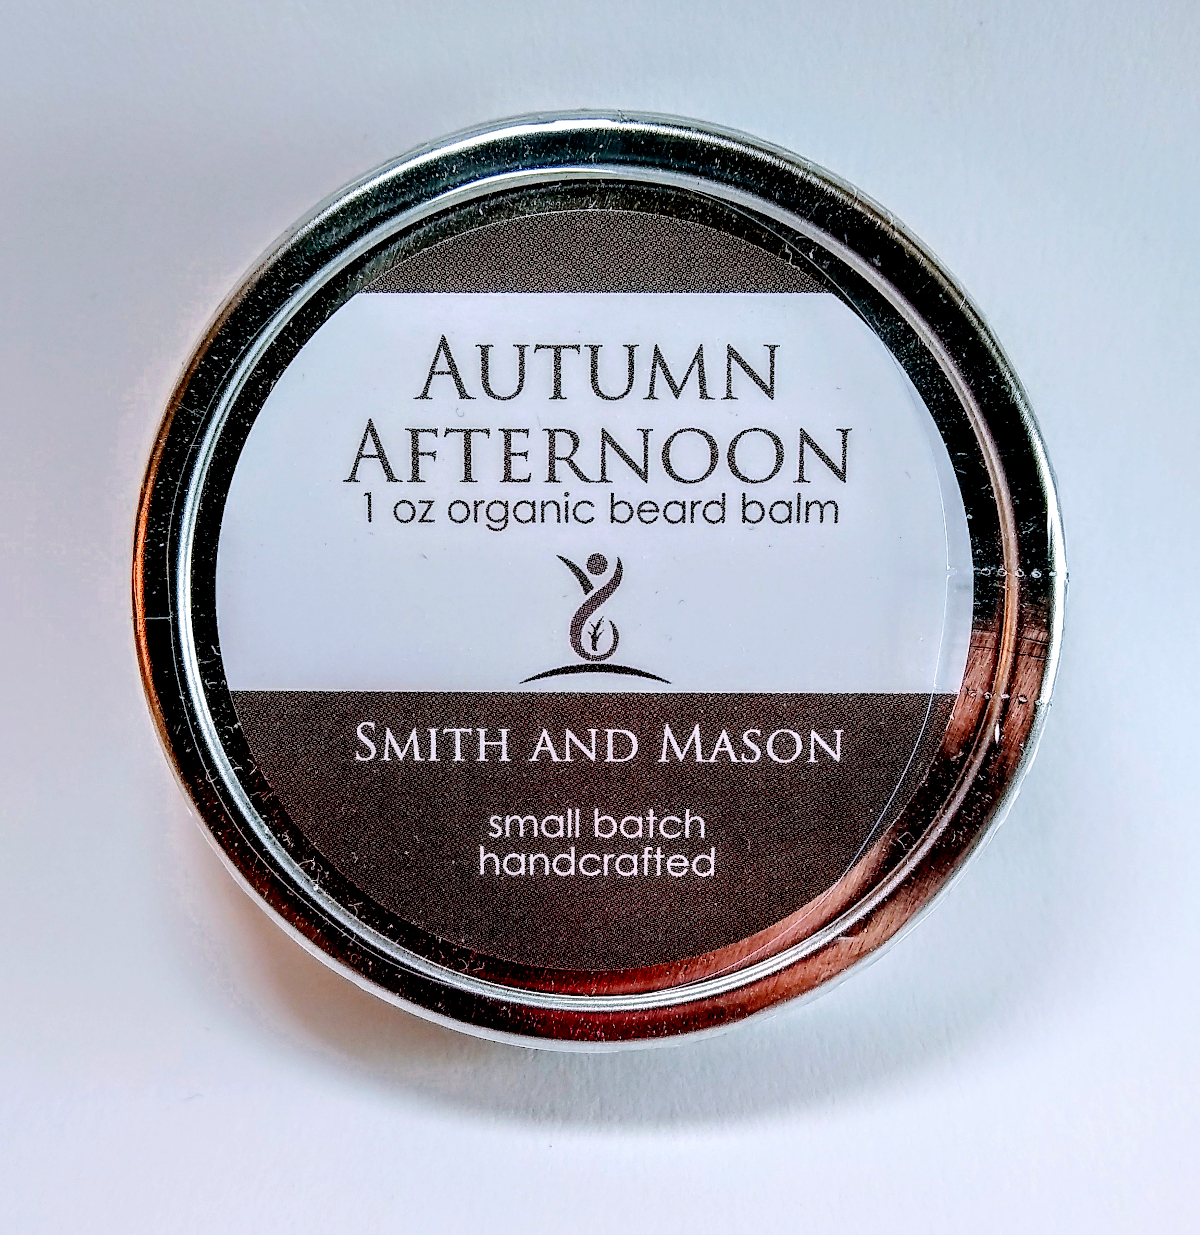 AUTUMN
AFTERNOON
1 oz organic beard balm
SMITH AND MASON
small batch
handcrafted